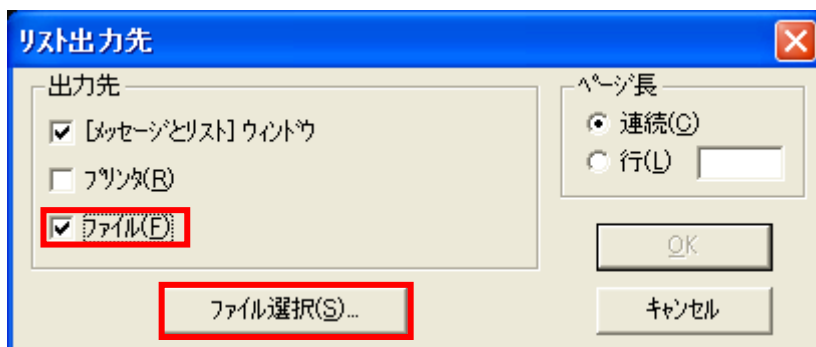 リスト出力先
出力先
[メッセージとリスト] ウィンドウ
プリンタ(R)
ファイル(F)
ファイル選択(S)...
ページ長
連続(C)
行(L)
OK
キャンセル